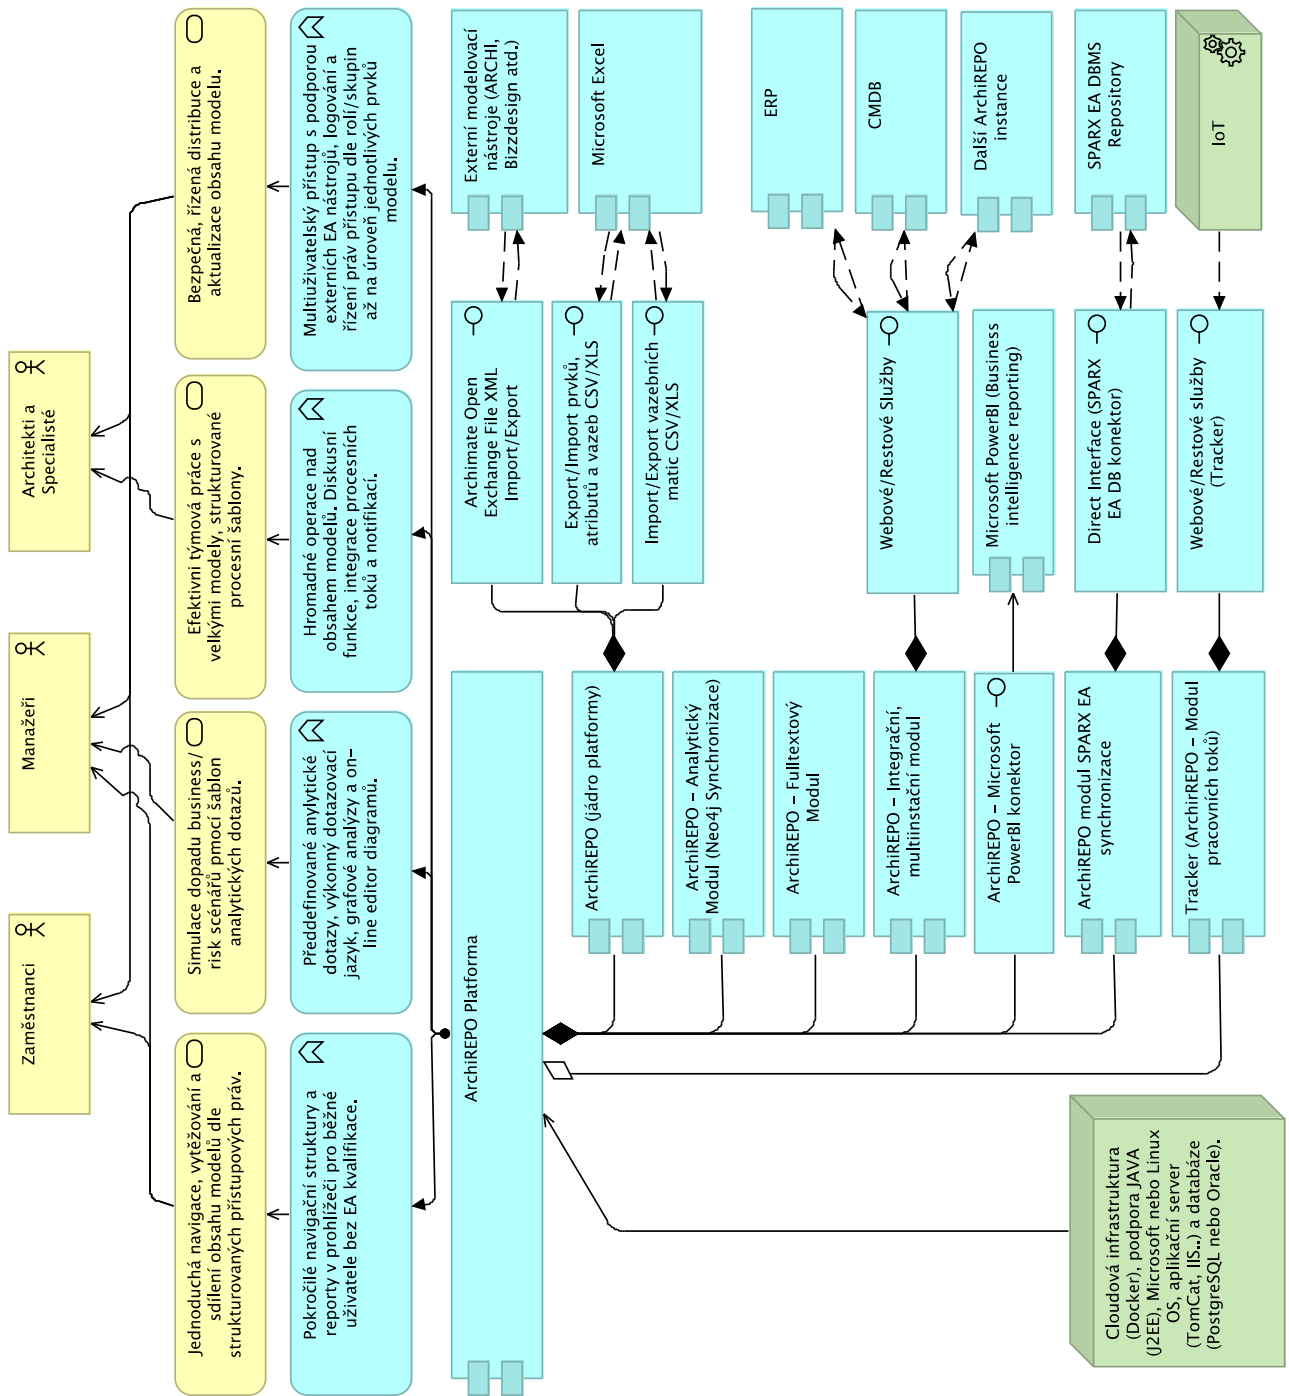 Zaměstnanci
Manažeři
Architekti a
Specialisté
Jednoduchá navigace, vytěžování a
sdílení obsahu modelů dle
strukturovaných přístupových práv.
Simulace dopadu business/
risk scénářů pmocí šablon
analytických dotazů.
Efektivní týmová práce s
velkými modely, strukturované
procesní šablony.
Bezpečná, řízená distribuce a
aktualizace obsahu modelu.
Pokročilé navigační struktury a
reporty v prohlížeči pro běžné
uživatele bez EA kvalifikace.
Předdefinované anylytické
dotazy, výkonný dotazovací
jazyk, grafové analýzy a on-
line editor diagramů.
Hromadné operace nad
obsahem modelů. Diskusní
funkce, integrace procesních
toků a notifikací.
Multiuživatelský přístup s podporou
externích EA nástrojů, logování a
řízení práv přístupu dle rolí/skupin
až na úroveň jednotlivých prvků
modelu.
ArchiREPO Platforma
Archimate Open
Exchange File XML
Import/Export
Externí modelovací
nástroje (ARCHI,
Bizzdesign atd.)
Export/Import prvků,
atributů a vazeb CSV/XLS
Import/Export vazebních
matic CSV/XLS
Microsoft Excel
ArchiREPO (jádro platformy)
ArchiREPO - Analytický
Modul (Neo4j Synchronizace)
ArchiREPO - Fulltextový
Modul
ERP
ArchiREPO - Integrační,
multiinstační modul
Webové/Restové Služby
CMDB
ArchiREPO - Microsoft
PowerBI konektor
Microsoft PowerBI (Business
intelligence reporting)
Další ArchiREPO
instance
ArchiREPO modul SPARX EA
synchronizace
Direct Interface (SPARX
EA DB konektor)
SPARX EA DBMS
Repository
Tracker (ArchirREPO - Modul
pracovních toků)
Webové/Restové služby
(Tracker)
IoT
Cloudová infrastruktura
(Docker), podpora JAVA
(J2EE), Microsoft nebo Linux
OS, aplikační server
(TomCat, IIS..) a databáze
(PostgreSQL nebo Oracle).